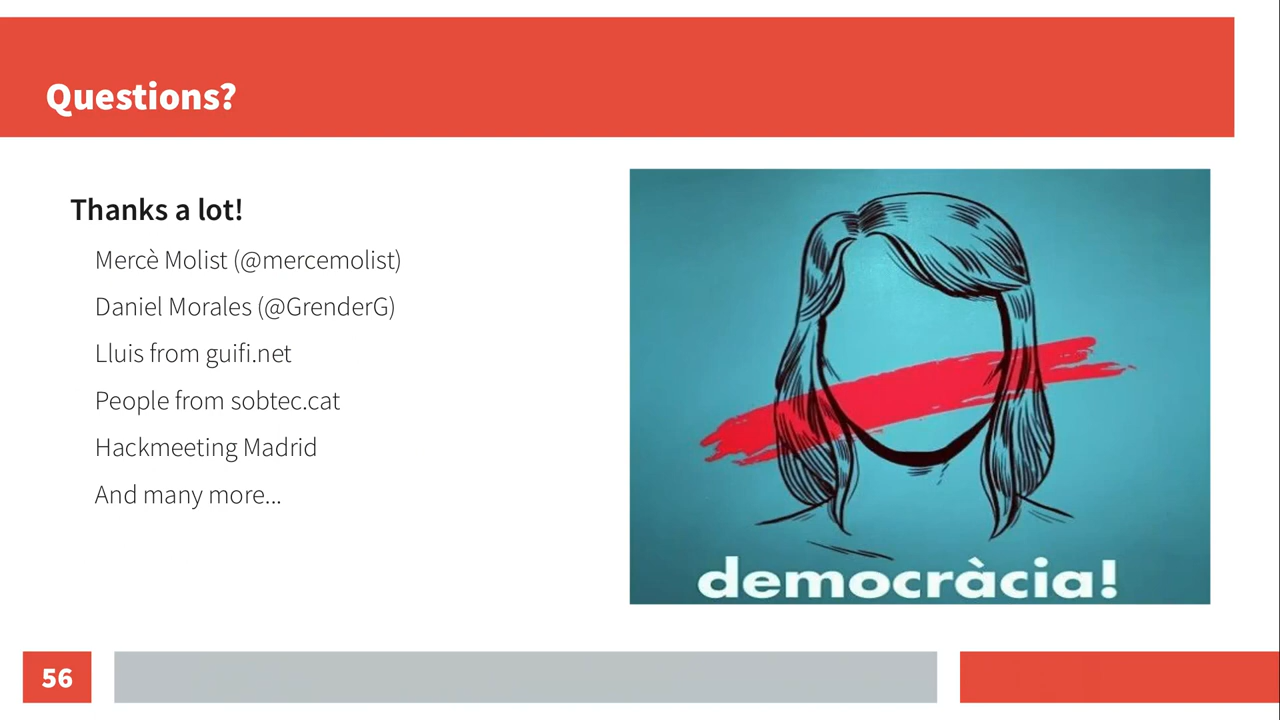 Questions?
Thanks a lot!
Mercè Molist (@mercemolist)
Daniel Morales (@GrenderG)
Lluis from guifi.net
People from sobtec.cat
Hackmeeting Madrid
And many more...
democràcia!
56